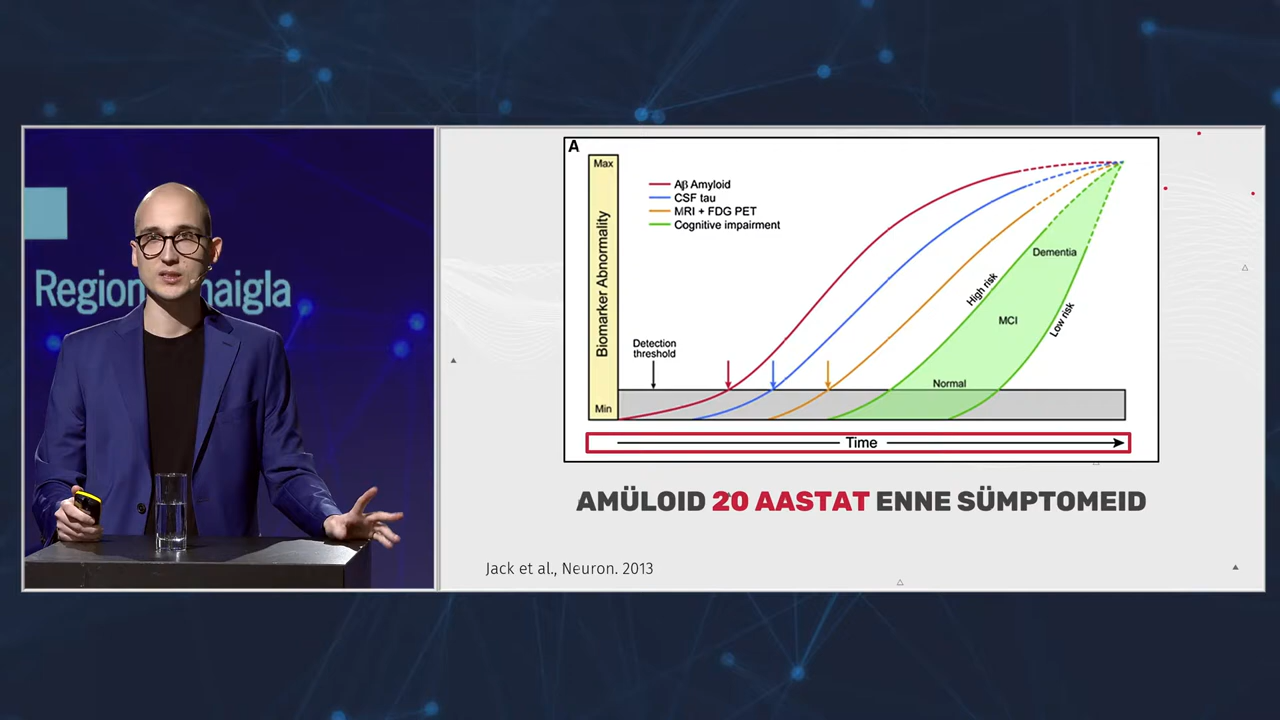 Region haigla
A
Max
Biomarker Abnormality
Min
Aβ Amyloid
CSF tau
MRI + FDG PET
Cognitive impairment
Detection
threshold
High risk
Dementia
MCI
Low risk
Normal
Time
AMÜLOID 20 AASTAT ENNE SÜMPTOMEID
Jack et al., Neuron. 2013